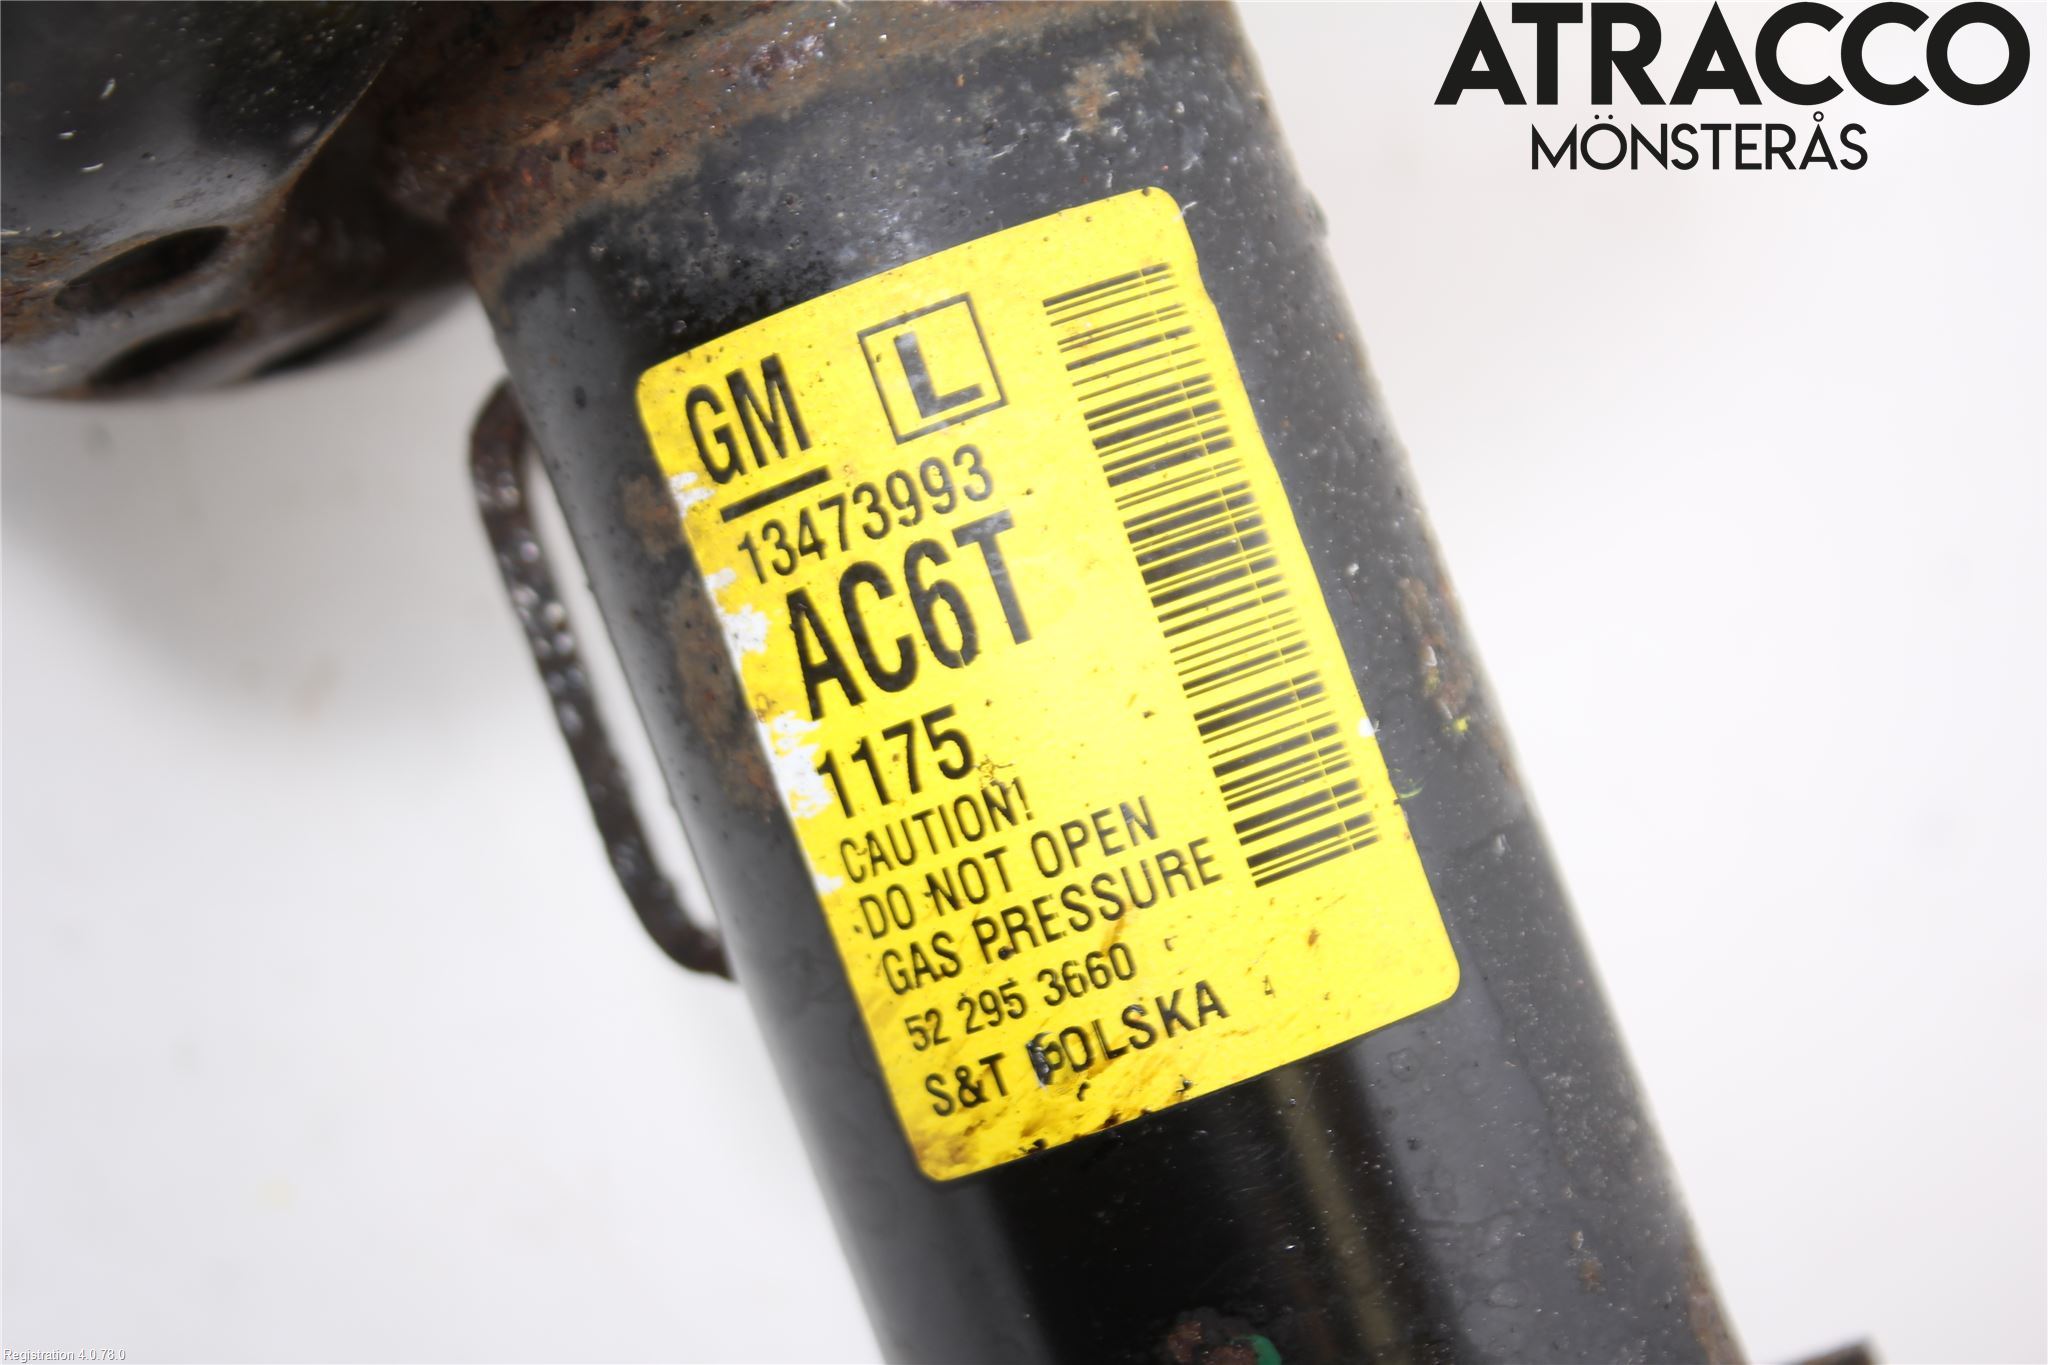 ATRACCO
MÖNSTERÅS
GM L
13473993
AC6T
1175
CAUTION!
DO NOT OPEN
GAS PRESSURE
52 295 3660
S&T POLSKA
Registration 4.0.78.0